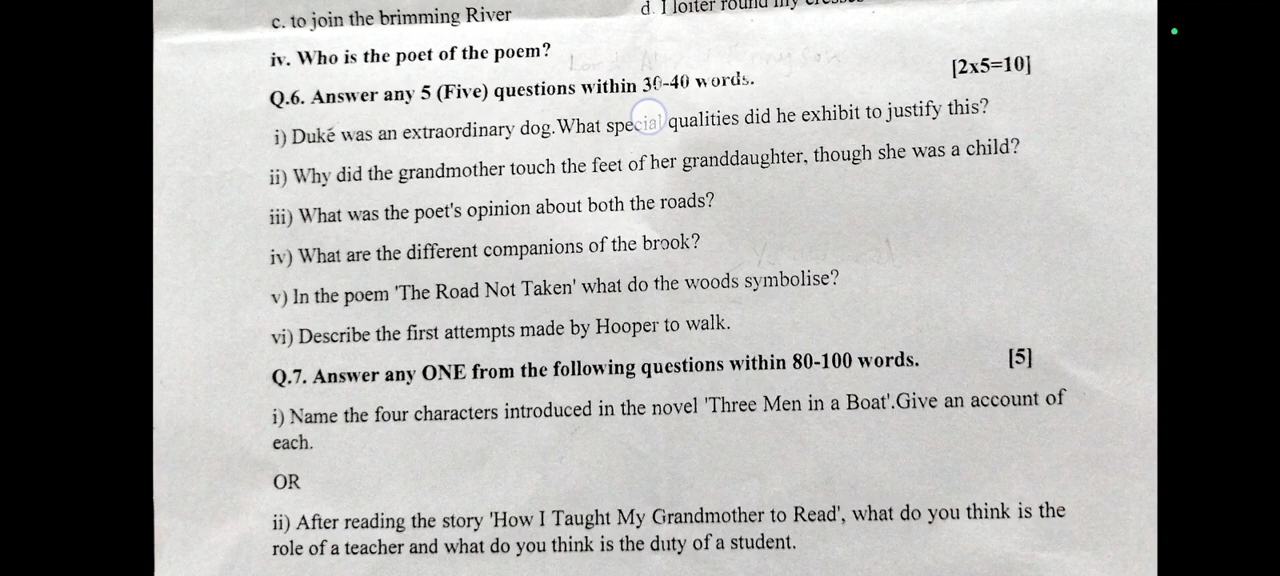 c. to join the brimming River
d. I loiter round my cresses
iv. Who is the poet of the poem?
[2x5=10]
Q.6. Answer any 5 (Five) questions within 30-40 words.
i) Duke was an extraordinary dog.What special qualities did he exhibit to justify this?
ii) Why did the grandmother touch the feet of her granddaughter, though she was a child?
iii) What was the poet's opinion about both the roads?
iv) What are the different companions of the brook?
v) In the poem 'The Road Not Taken' what do the woods symbolise?
vi) Describe the first attempts made by Hooper to walk.
Q.7. Answer any ONE from the following questions within 80-100 words.
[5]
i) Name the four characters introduced in the novel 'Three Men in a Boat'.Give an account of
each.
OR
ii) After reading the story 'How I Taught My Grandmother to Read', what do you think is the
role of a teacher and what do you think is the duty of a student.